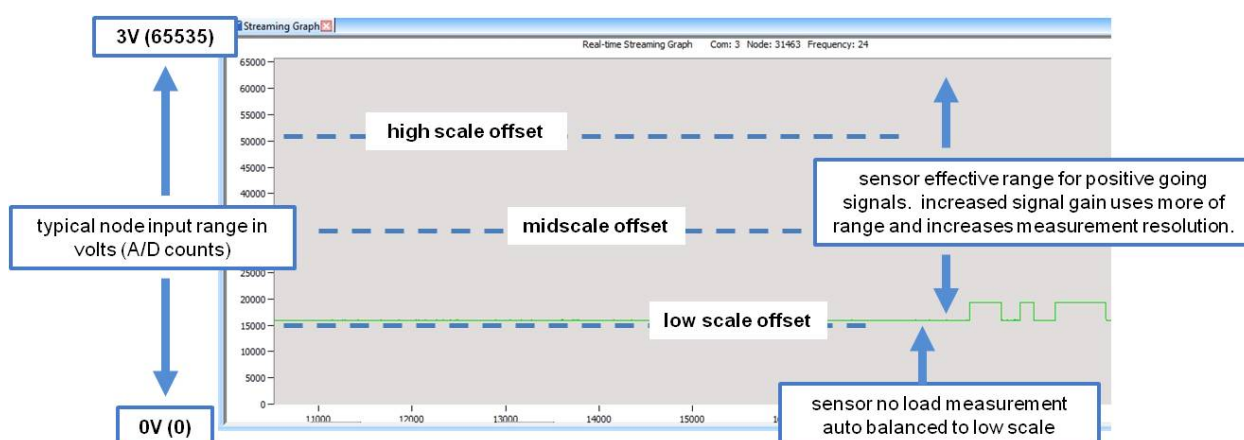 3V (65535)
Streaming Graph
Real-time Streaming Graph Com: 3 Node: 31463 Frequency: 24
65000
60000
55000
50000
45000
40000
25000
20000
15000
10000
5000
0
high scale offset
midscale offset
low scale offset
typical node input range in
volts (A/D counts)
sensor effective range for positive going
signals. increased signal gain uses more of
range and increases measurement resolution.
11000 12000 13000 14000 15000
0V (0)
sensor no load measurement
auto balanced to low scale